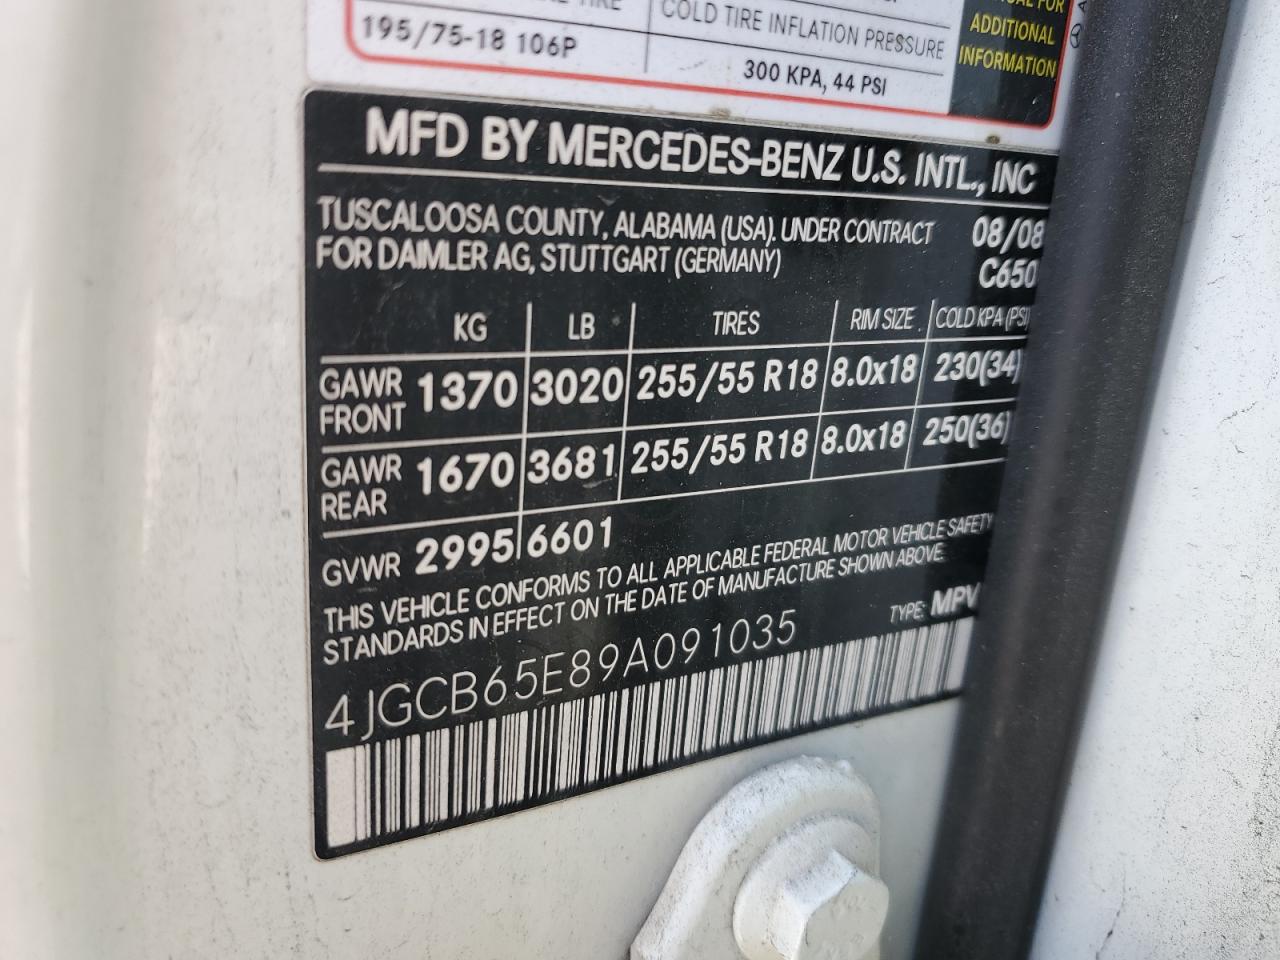 COLD TIRE INFLATION PRESSURE
195/75-18 106P
300 KPA, 44 PSI
ADDITIONAL
INFORMATION
MFD BY MERCEDES-BENZ U.S. INTL., INC
TUSCALOOSA COUNTY, ALABAMA (USA), UNDER CONTRACT 08/08
FOR DAIMLER AG, STUTTGART (GERMANY) C650
KG LB TIRES RIM SIZE COLD KPA (PSI)
GAWR FRONT 1370 3020 255/55 R18 8.0x18 230(34)
GAWR REAR 1670 3681 255/55 R18 8.0x18 250(36)
GVWR 2995 6601
THIS VEHICLE CONFORMS TO ALL APPLICABLE FEDERAL MOTOR VEHICLE SAFETY
STANDARDS IN EFFECT ON THE DATE OF MANUFACTURE SHOWN ABOVE.
TYPE: MPV
4JGCB65E89A091035